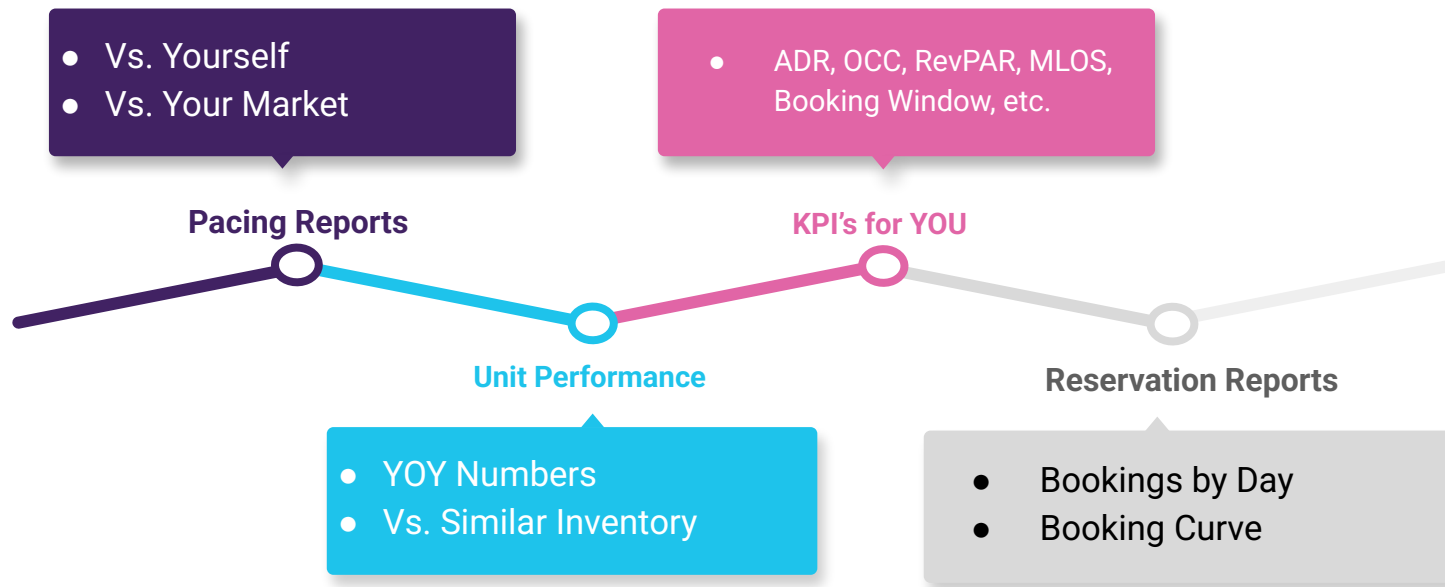 ● Vs. Yourself
● Vs. Your Market
Pacing Reports
Unit Performance
● YOY Numbers
● Vs. Similar Inventory
● ADR, OCC, RevPAR, MLOS,
Booking Window, etc.
KPI's for YOU
Reservation Reports
● Bookings by Day
● Booking Curve